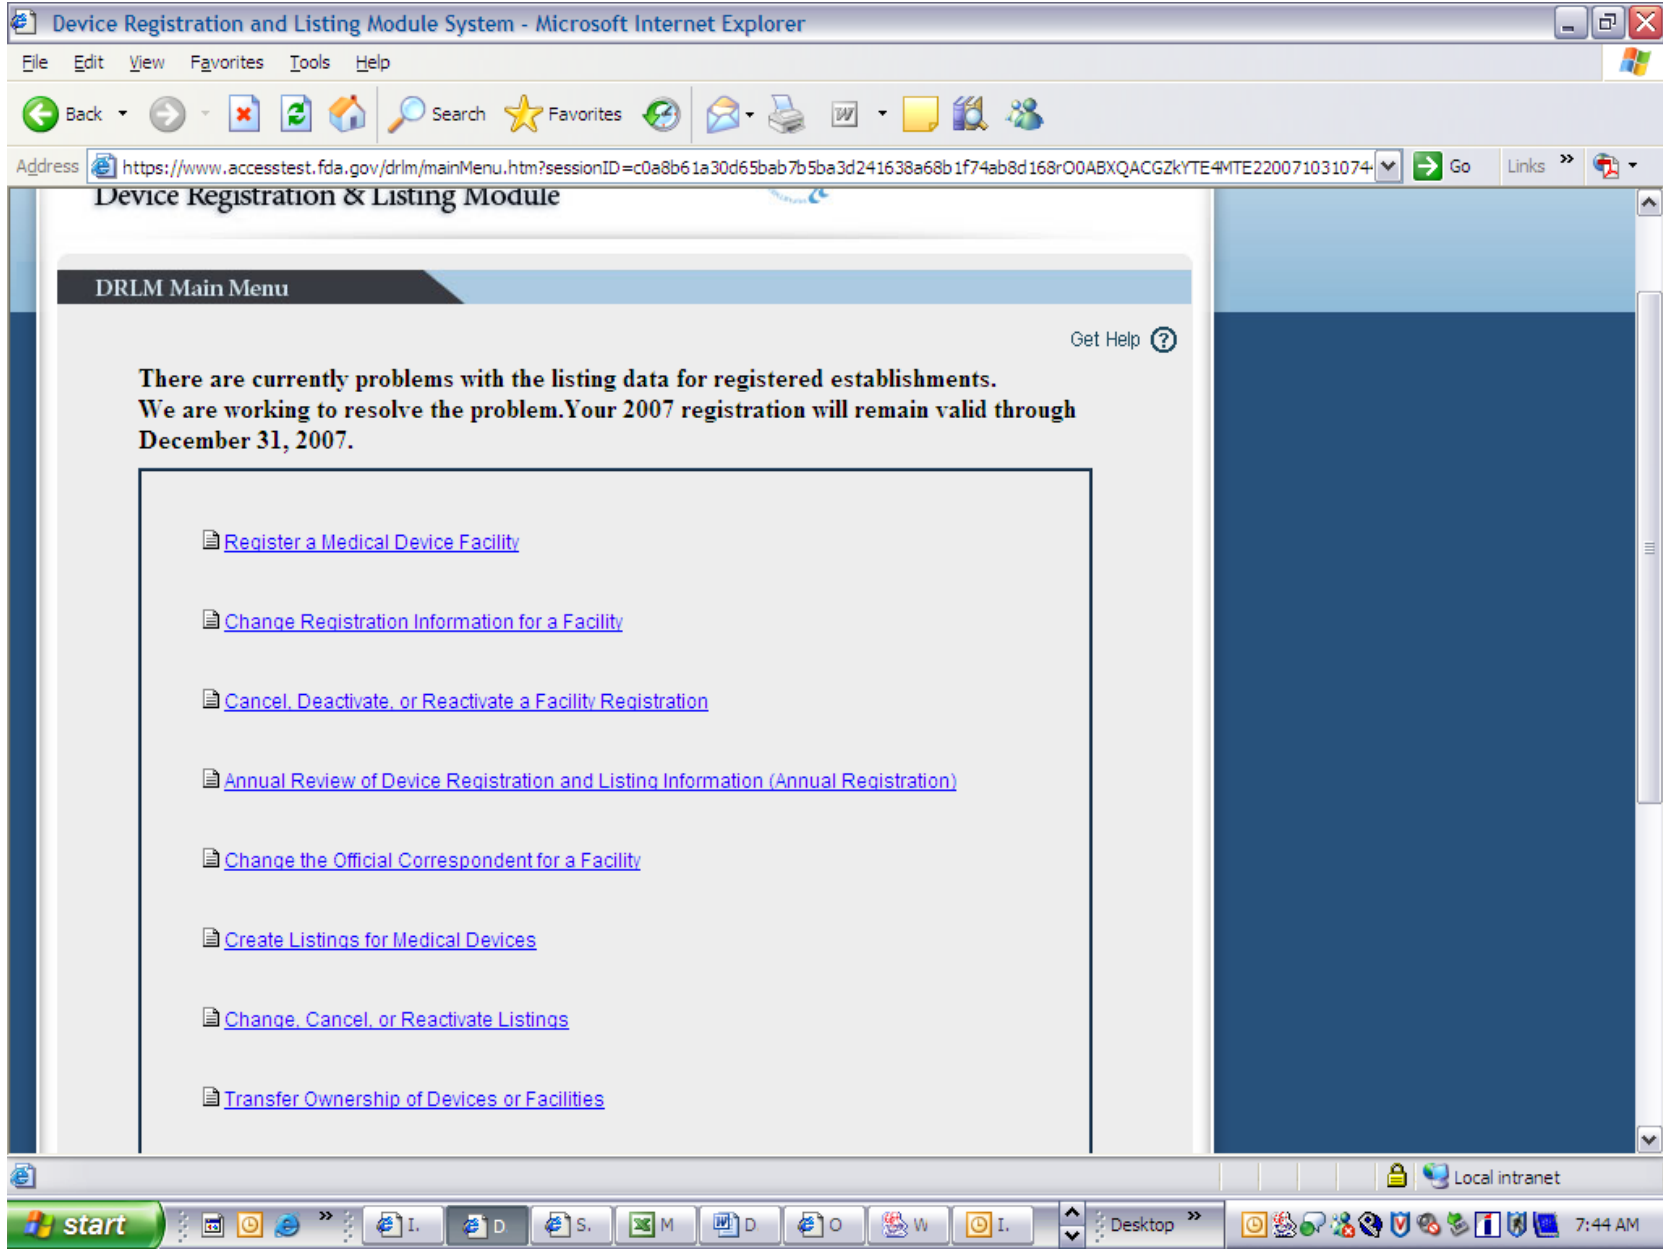 Device Registration and Listing Module System - Microsoft Internet Explorer
File Edit View Favorites Tools Help
Back Search Favorites
Address https://www.accesstest.fda.gov/drlm/mainMenu.htm?sessionID=c0a8b61a30d65bab7b5ba3d241638a68b1f74ab8d168rO0ABXQACGZkYTE4MTE2200710310744 Go Links »
Device Registration & Listing Module
DRLM Main Menu
Get Help ?
There are currently problems with the listing data for registered establishments.
We are working to resolve the problem.Your 2007 registration will remain valid through
December 31, 2007.
Register a Medical Device Facility
Change Registration Information for a Facility
Cancel, Deactivate, or Reactivate a Facility Registration
Annual Review of Device Registration and Listing Information (Annual Registration)
Change the Official Correspondent for a Facility
Create Listings for Medical Devices
Change, Cancel, or Reactivate Listings
Transfer Ownership of Devices or Facilities
Local intranet
start » I. D S. M D O W I. Desktop » 7:44 AM